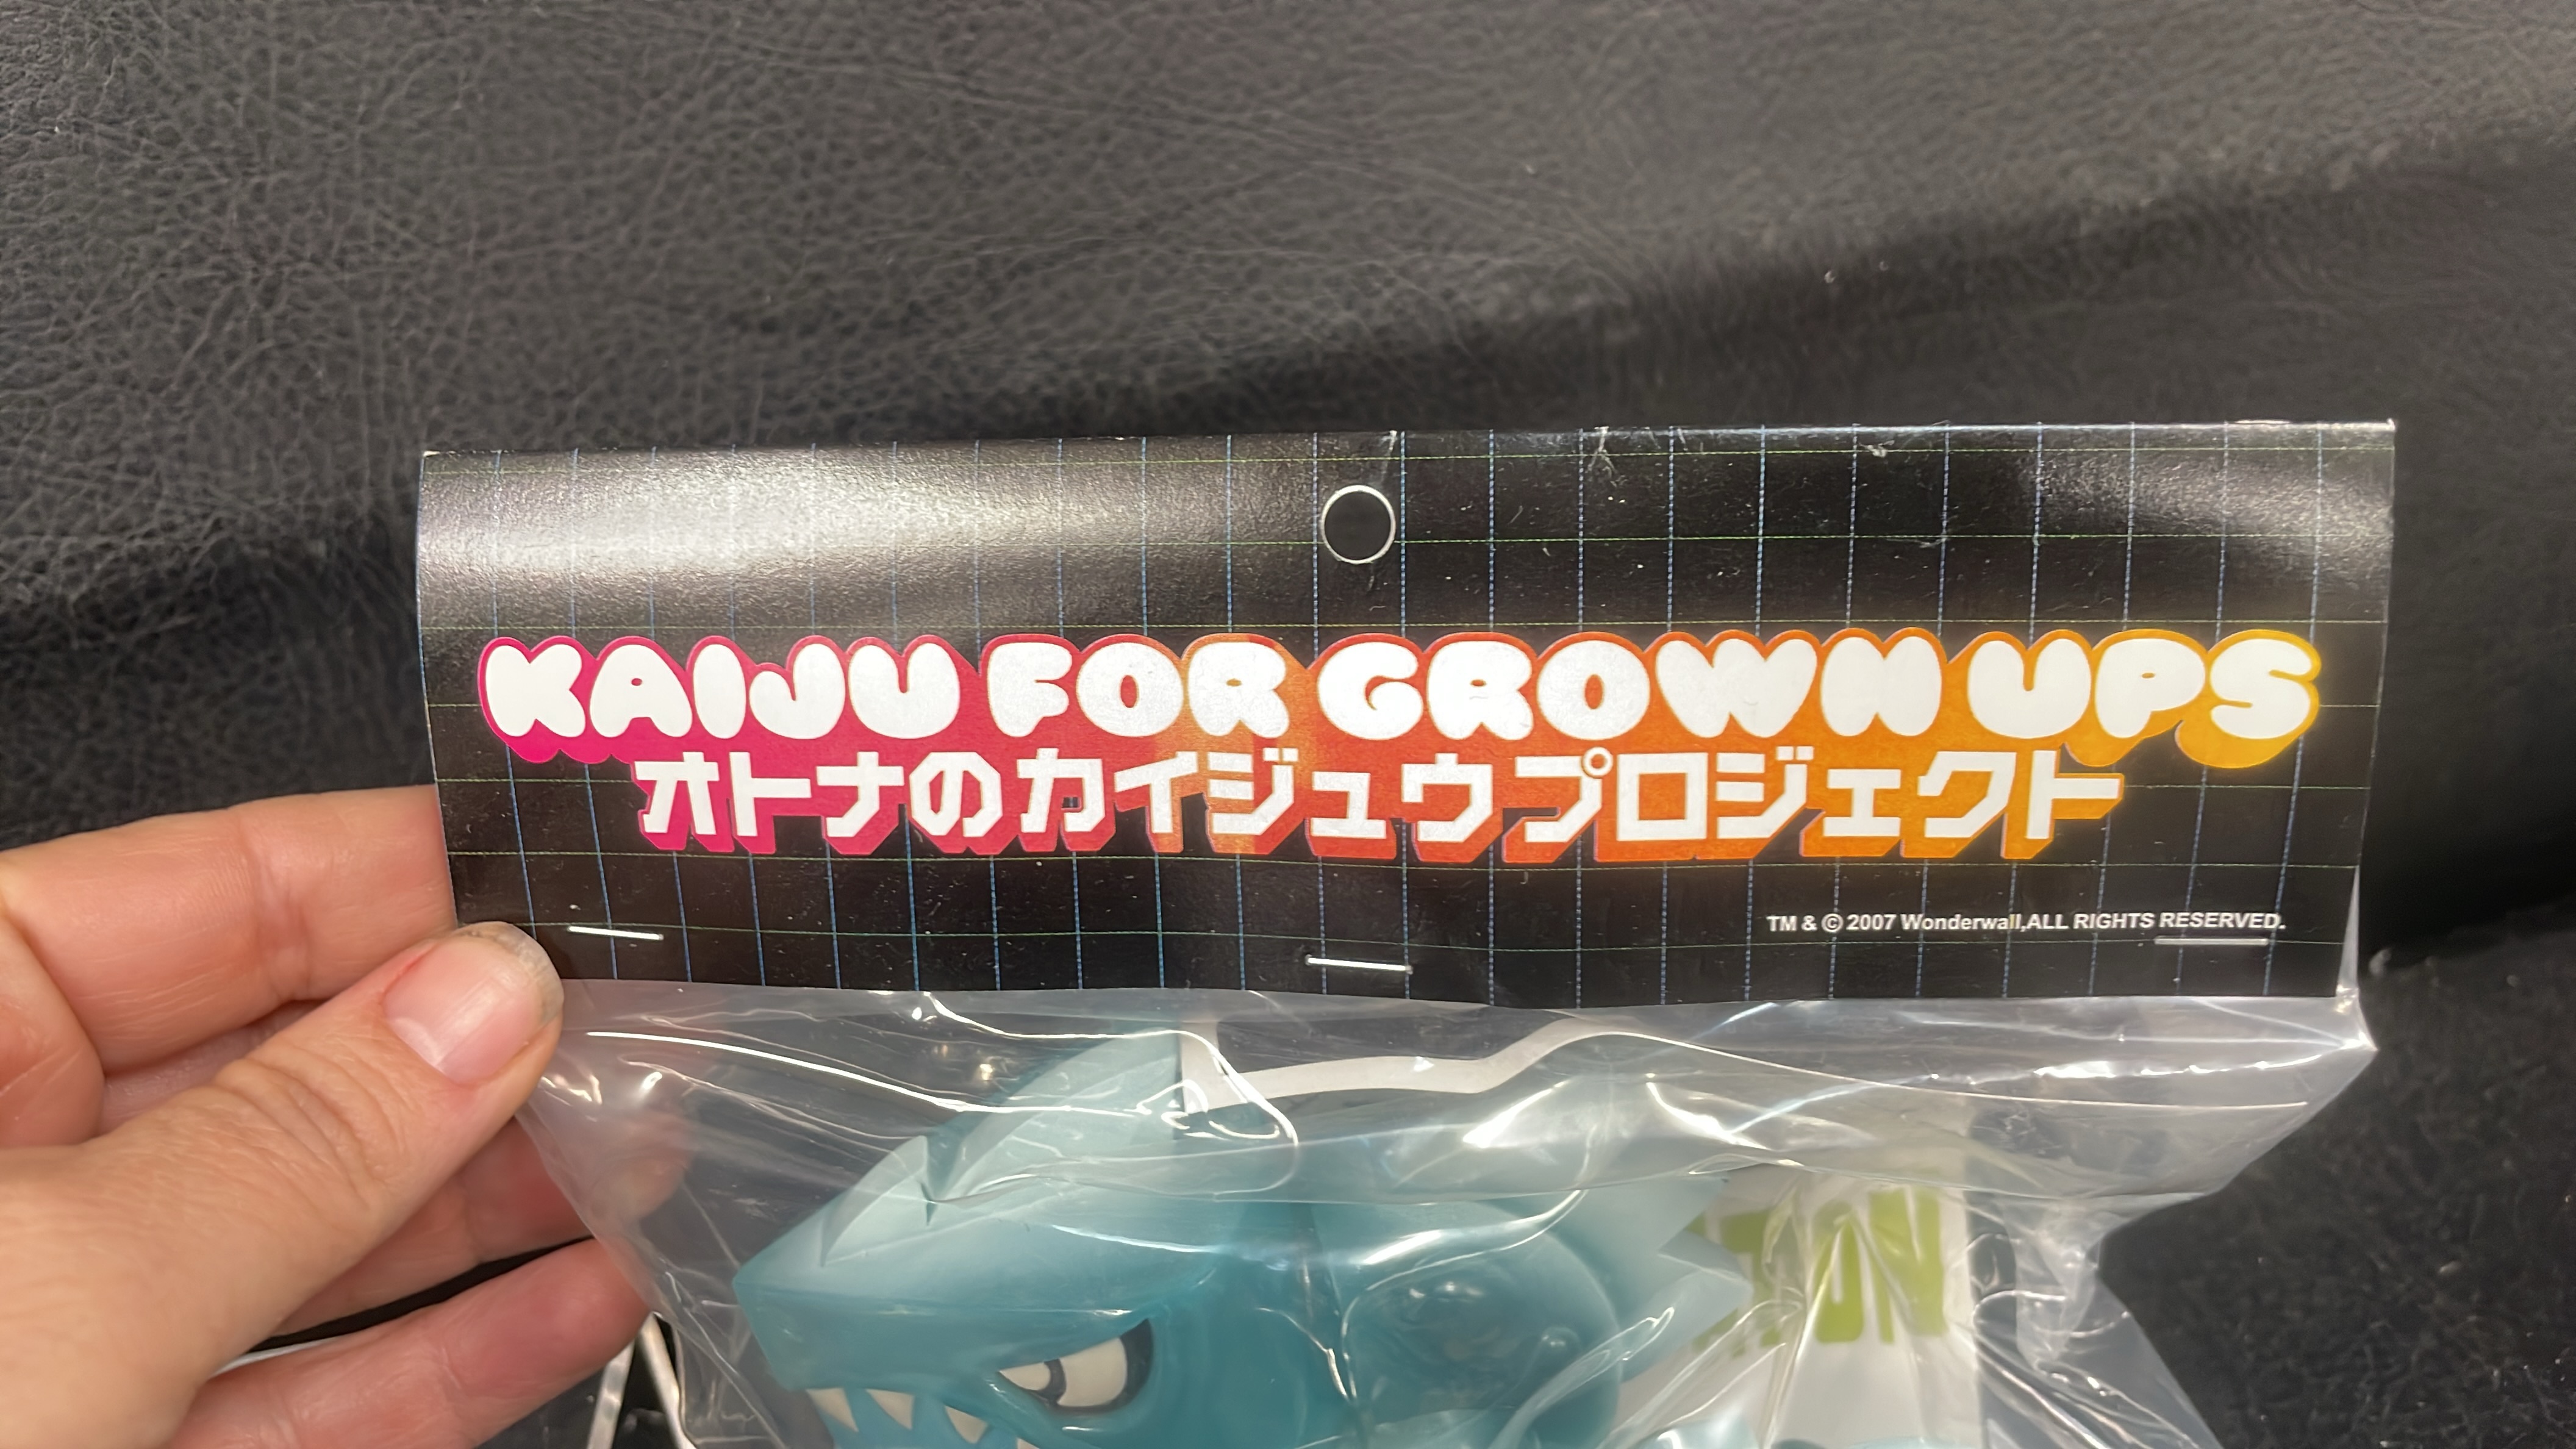 KAIJU FOR GROWN UPS
オトナのカイジュウプロジェクト
TM & © 2007 Wonderwall,ALL RIGHTS RESERVED.